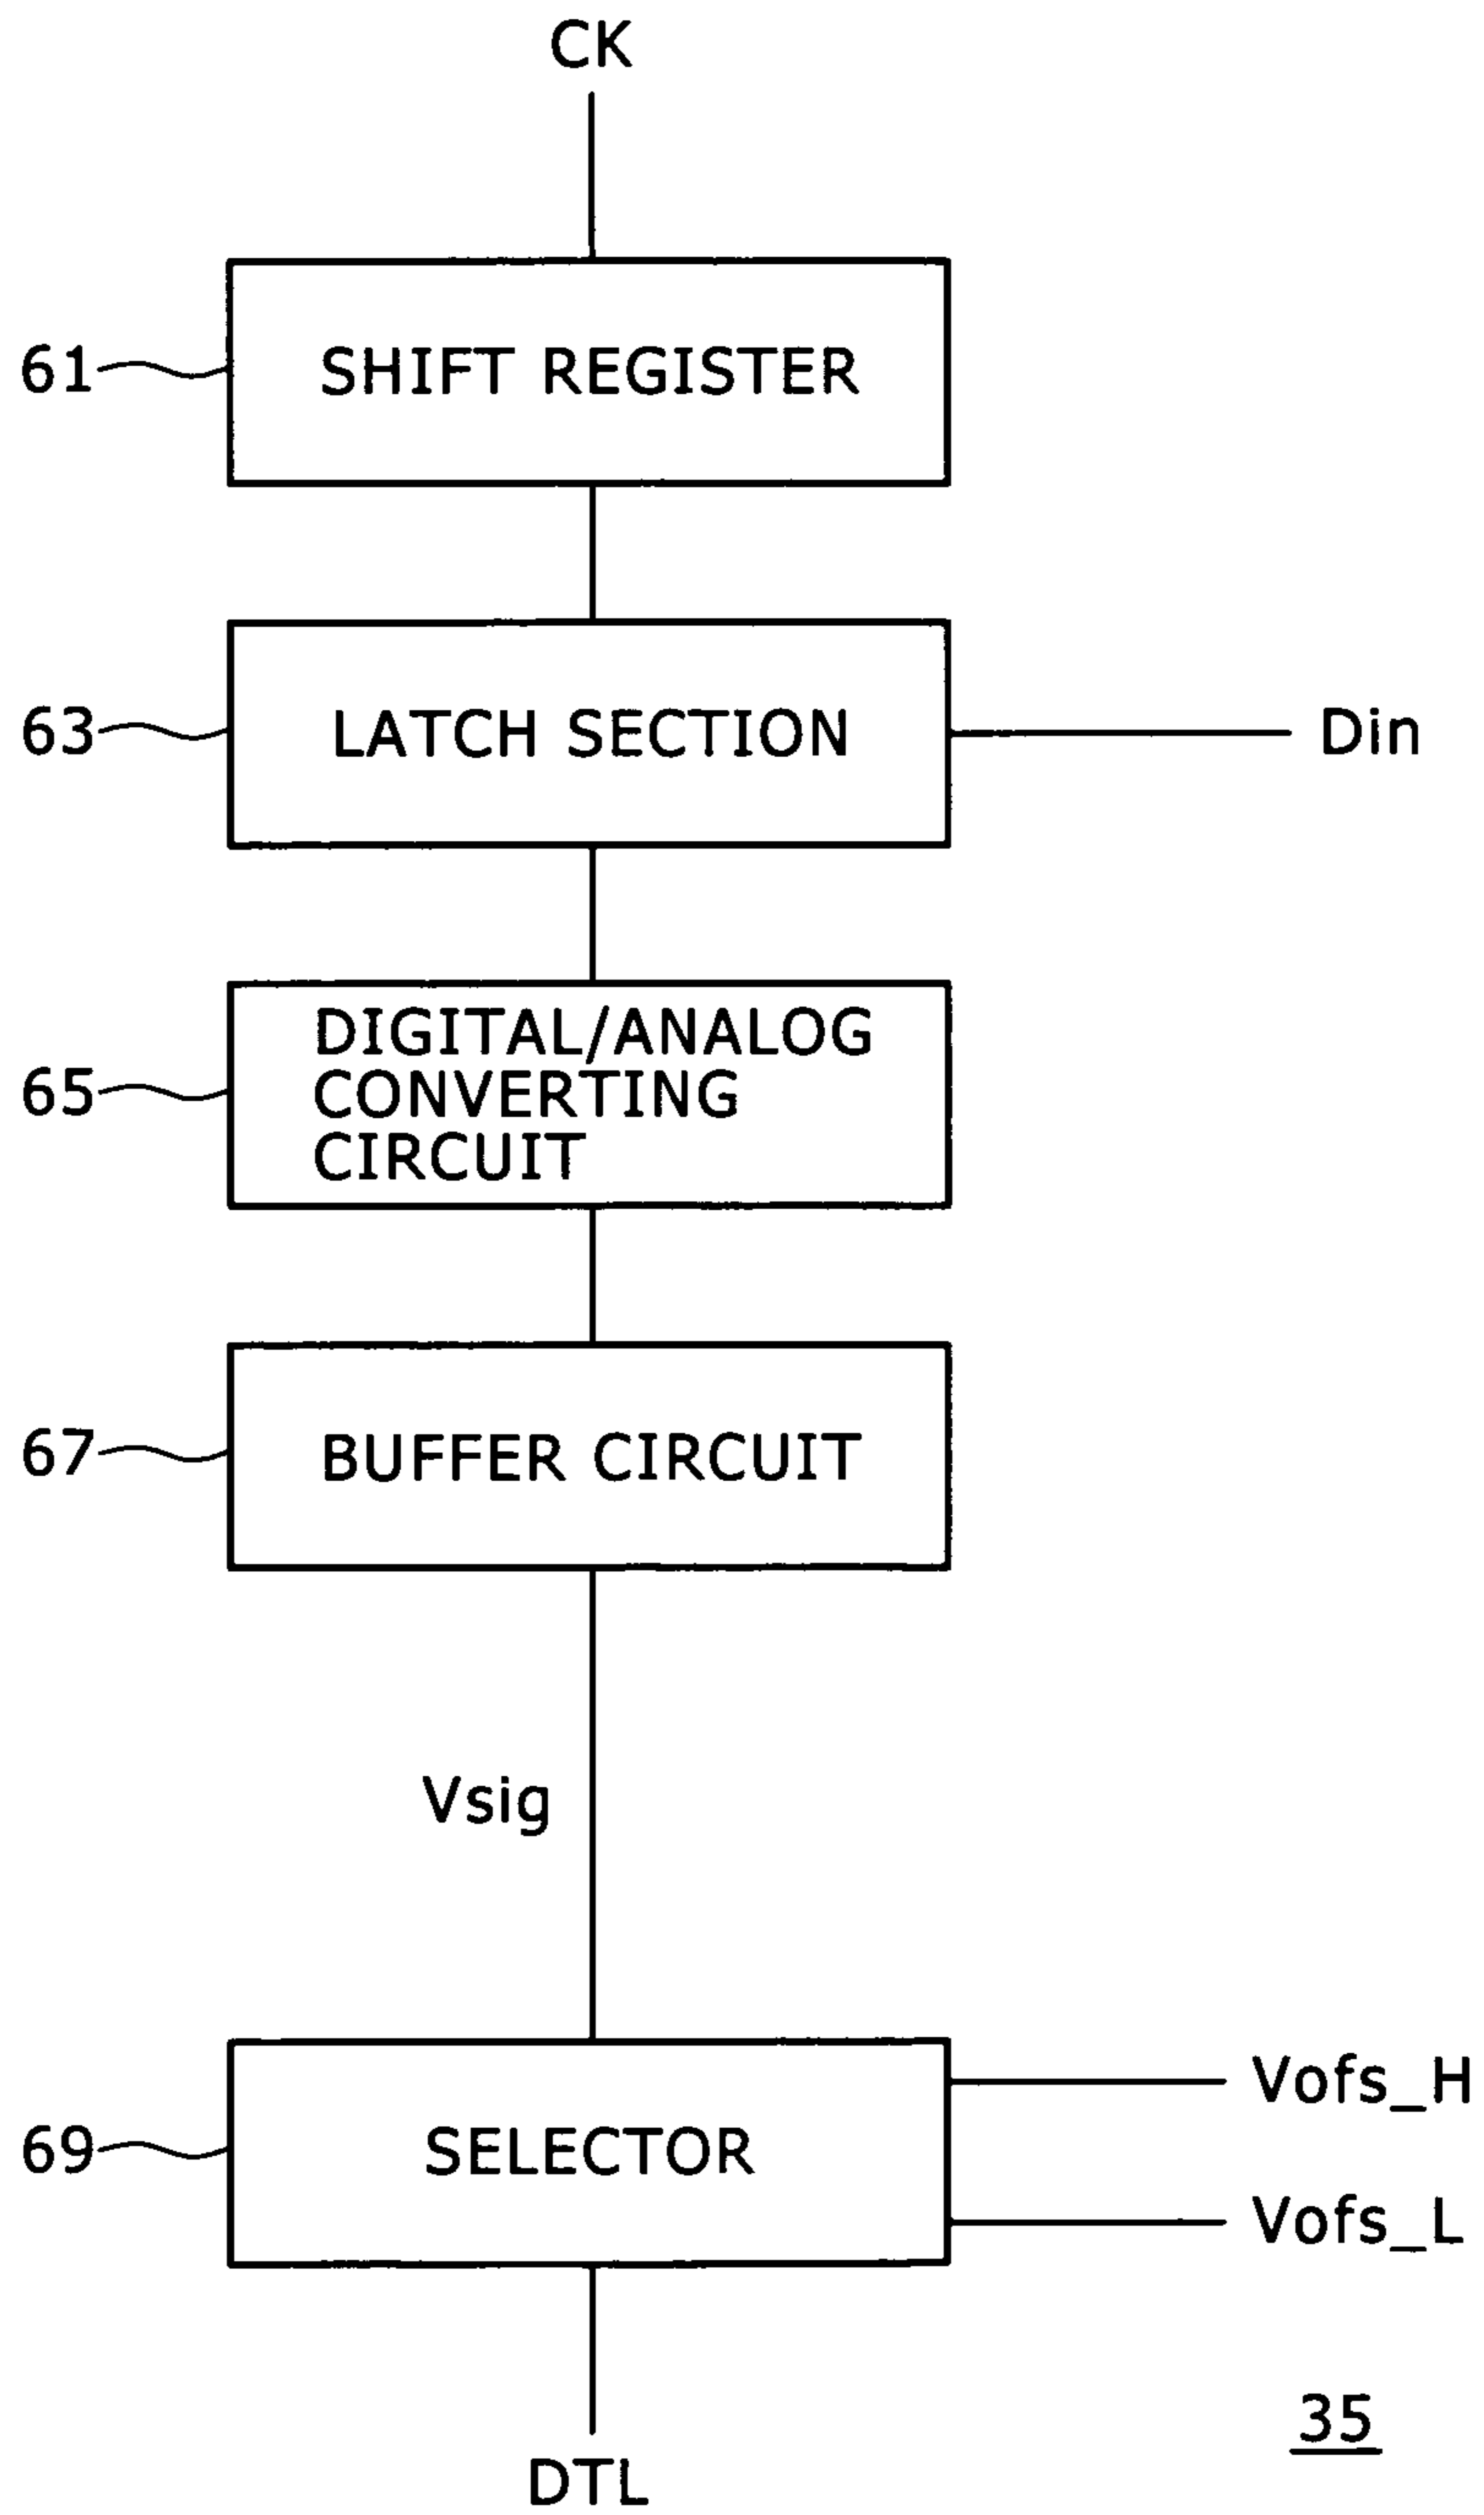 CK
61
SHIFT REGISTER
63
LATCH SECTION
Din
65
DIGITAL/ANALOG
CONVERTING
CIRCUIT
67
BUFFER CIRCUIT
Vsig
69
SELECTOR
Vofs_H
Vofs_L
DTL
35